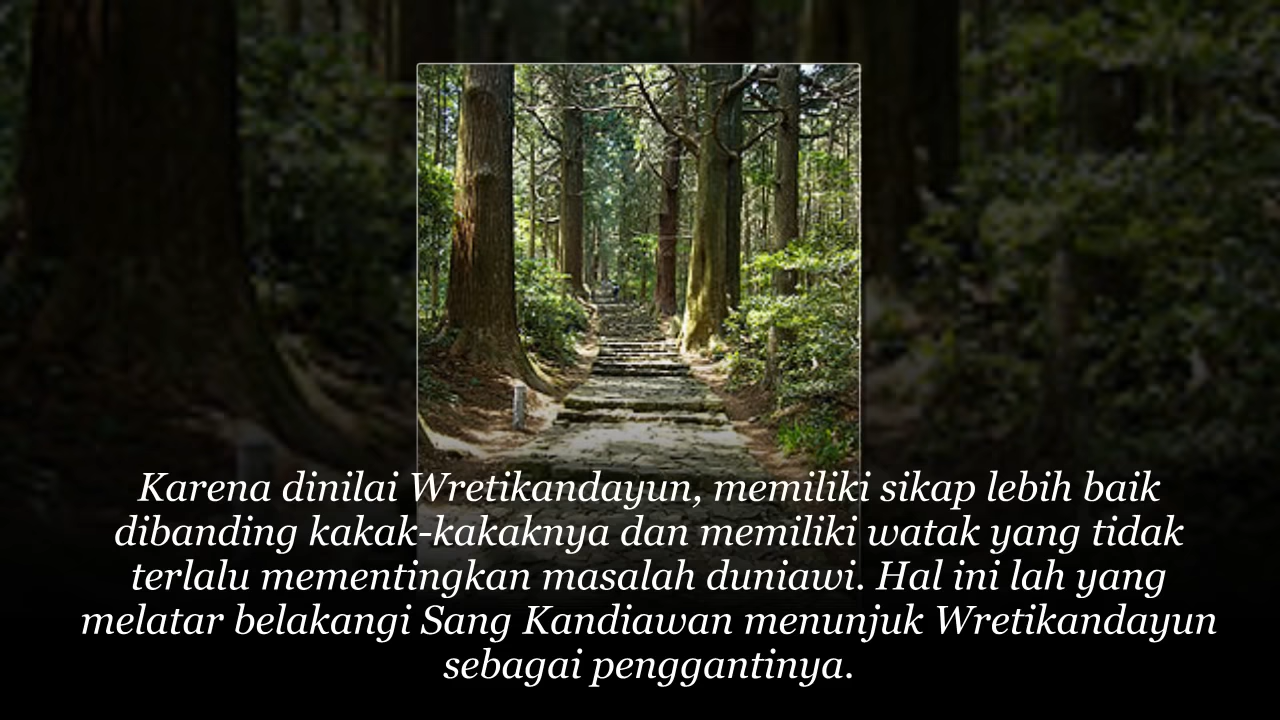 Karena dinilai Wretikandayun, memiliki sikap lebih baik
dibanding kakak-kakaknya dan memiliki watak yang tidak
terlalu mementingkan masalah duniawi. Hal ini lah yang
melatar belakangi Sang Kandiawan menunjuk Wretikandayun
sebagai penggantinya.